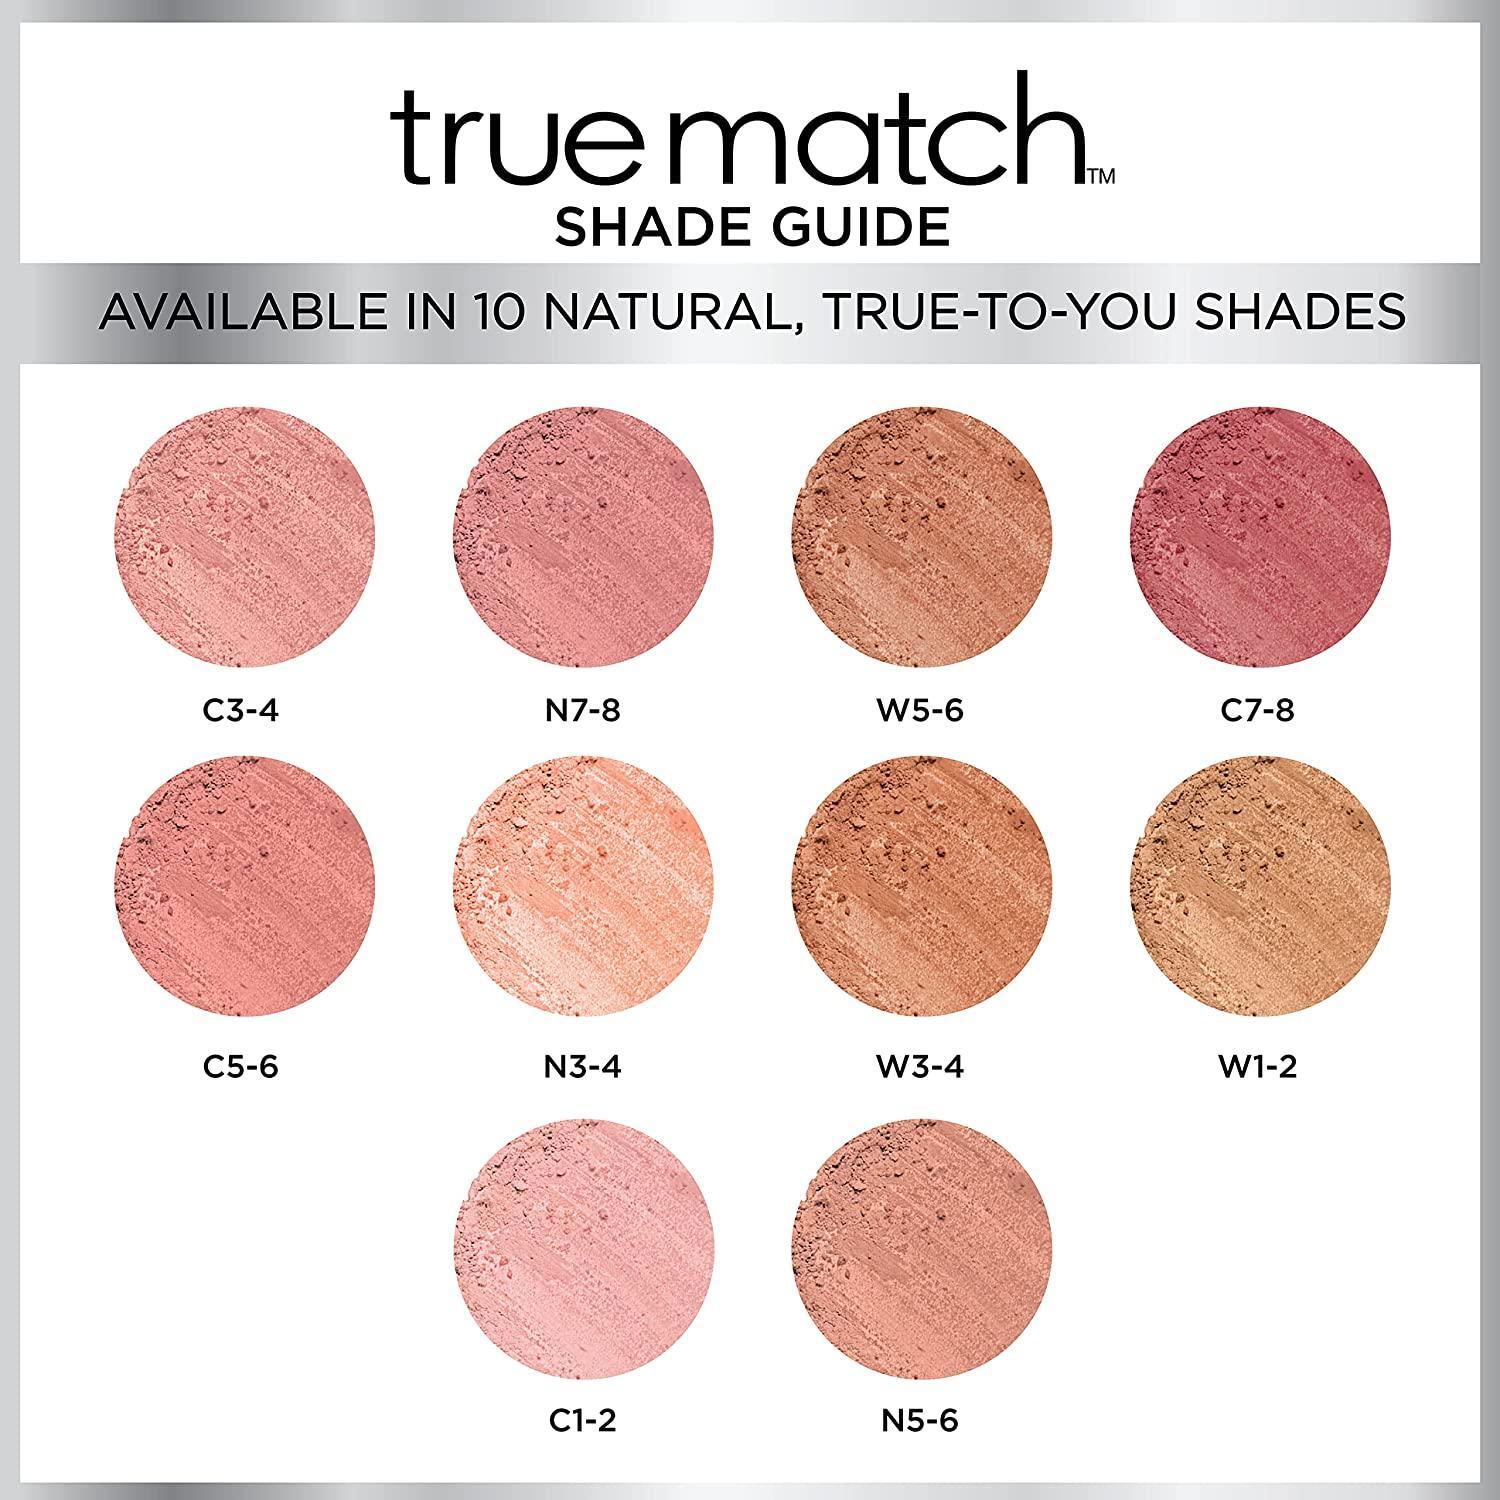 true match™
SHADE GUIDE
AVAILABLE IN 10 NATURAL, TRUE-TO-YOU SHADES
C3-4
N7-8
W5-6
C7-8
C5-6
N3-4
W3-4
W1-2
C1-2
N5-6